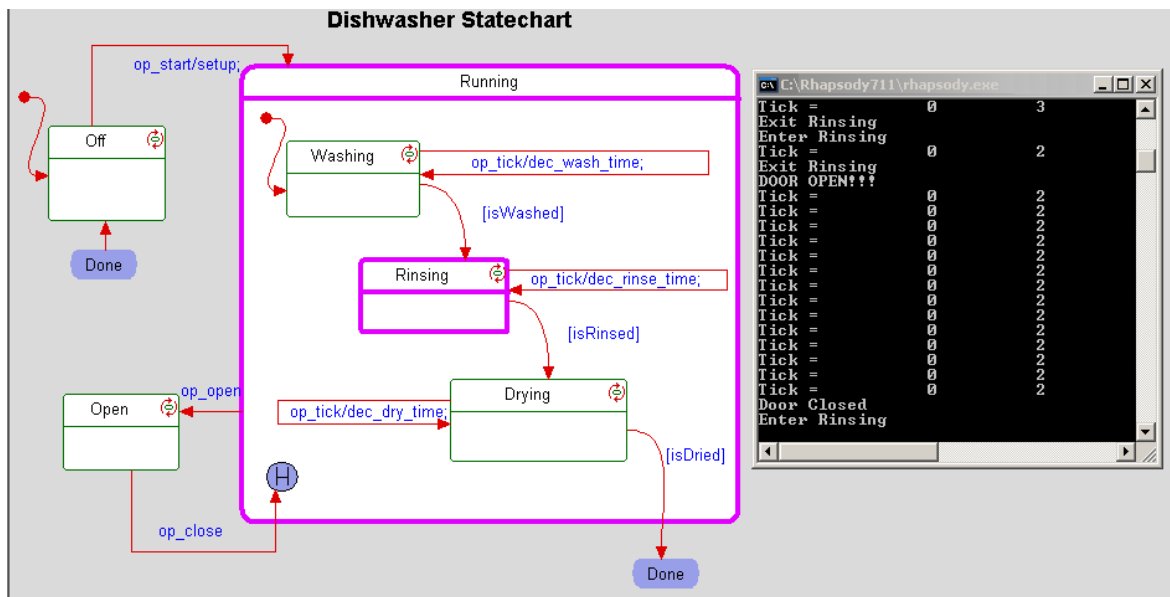 Dishwasher Statechart
op_start/setup;
Running
Off
Washing
op_tick/dec_wash_time;
[isWashed]
Done
Rinsing
op_tick/dec_rinse_time;
[isRinsed]
op_open
Open
Drying
op_tick/dec_dry_time;
[isDried]
H
op_close
Done
C:\Rhapsody711\rhapsody.exe
Tick = 0 3
Exit Rinsing
Enter Rinsing
Tick = 0 2
Exit Rinsing
DOOR OPEN!!!
Tick = 0 2
Tick = 0 2
Tick = 0 2
Tick = 0 2
Tick = 0 2
Tick = 0 2
Tick = 0 2
Tick = 0 2
Tick = 0 2
Tick = 0 2
Tick = 0 2
Tick = 0 2
Tick = 0 2
Tick = 0 2
Door Closed
Enter Rinsing